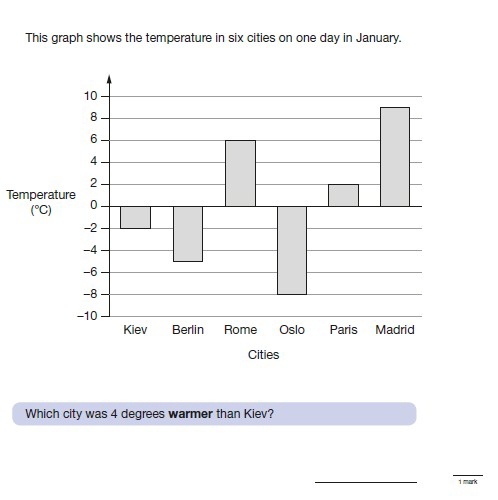 This graph shows the temperature in six cities on one day in January.
10
8
6
4
2
0
–2
–4
–6
–8
–10
Temperature
(°C)
Kiev Berlin Rome Oslo Paris Madrid
Cities
Which city was 4 degrees warmer than Kiev?
1 mark